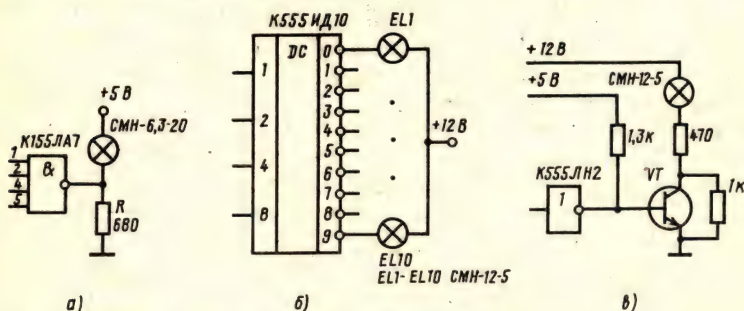 +5 В
СМН-6,3-20
К155ЛА7
1
2
4
5
&
R
680
а)
К555ИД10
DC
1
2
4
8
0
1
2
3
4
5
6
7
8
9
EL1
+12 В
EL10
EL1-EL10 СМН-12-5
б)
+12 В
+5 В
СМН-12-5
1,3к
470
К555ЛН2
1
VT
1к
в)